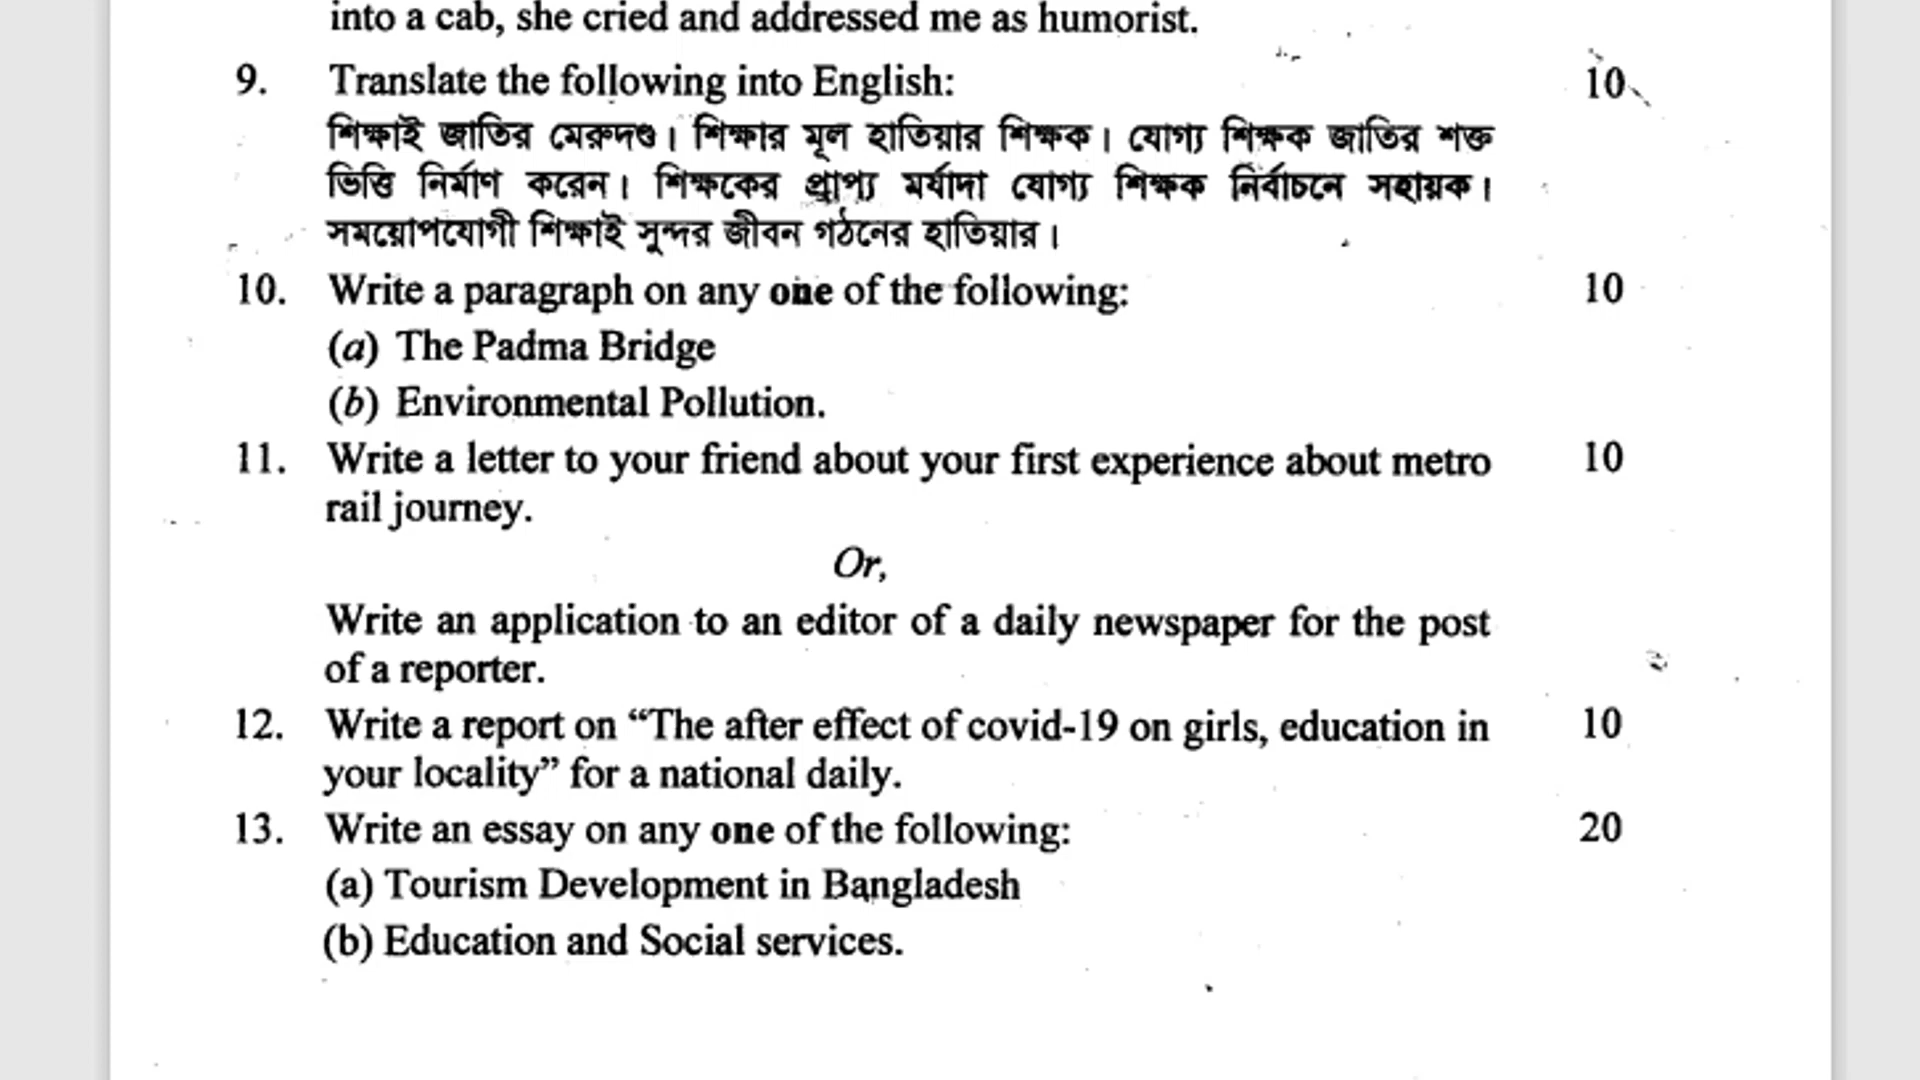 into a cab, she cried and addressed me as humorist.
9. Translate the following into English: 10
শিক্ষাই জাতির মেরুদণ্ড। শিক্ষার মূল হাতিয়ার শিক্ষক। যোগ্য শিক্ষক জাতির শক্ত
ভিত্তি নির্মাণ করেন। শিক্ষকের প্রাপ্য মর্যাদা যোগ্য শিক্ষক নির্বাচনে সহায়ক।
সময়োপযোগী শিক্ষাই সুন্দর জীবন গঠনের হাতিয়ার।
10. Write a paragraph on any one of the following: 10
(a) The Padma Bridge
(b) Environmental Pollution.
11. Write a letter to your friend about your first experience about metro 10
rail journey.
Or,
Write an application to an editor of a daily newspaper for the post
of a reporter.
12. Write a report on “The after effect of covid-19 on girls, education in 10
your locality” for a national daily.
13. Write an essay on any one of the following: 20
(a) Tourism Development in Bangladesh
(b) Education and Social services.